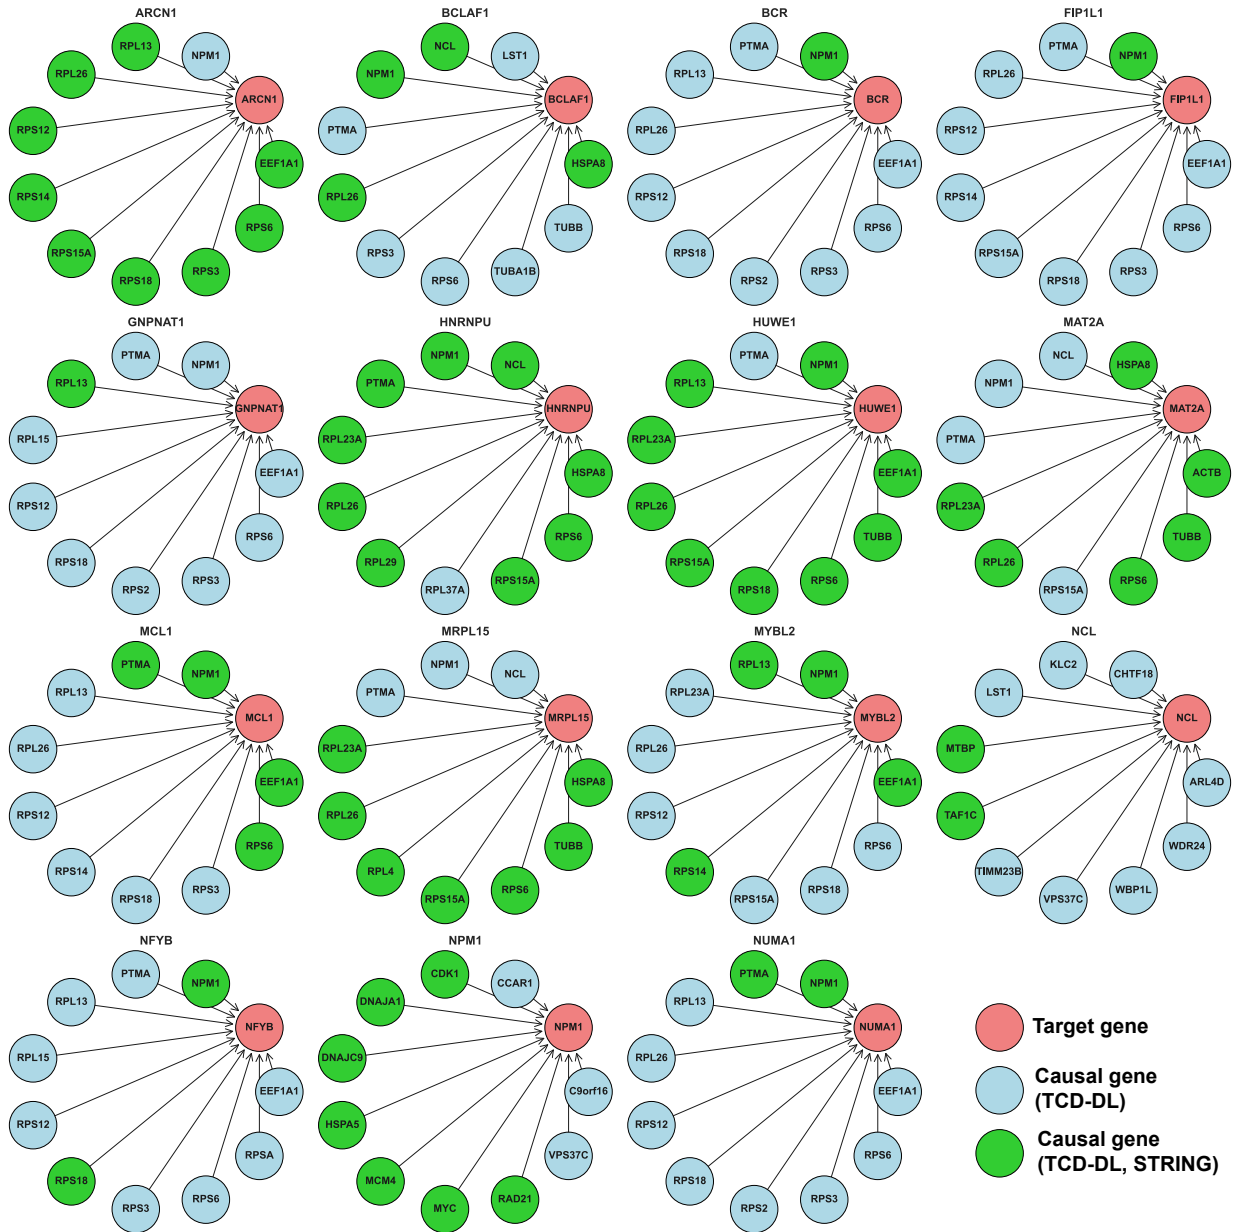 ARCN1
NPM1
RPL13
RPL26
RPS12
RPS14
RPS15A
RPS18
RPS3
RPS6
EEF1A1
ARCN1
BCLAF1
LST1
NCL
NPM1
PTMA
RPL26
RPS3
RPS6
TUBA1B
TUBB
HSPA8
BCLAF1
BCR
NPM1
PTMA
RPL13
RPL26
RPS12
RPS18
RPS2
RPS3
RPS6
EEF1A1
BCR
FIP1L1
NPM1
PTMA
RPL26
RPS12
RPS14
RPS15A
RPS18
RPS3
RPS6
EEF1A1
FIP1L1
GNPNAT1
NPM1
PTMA
RPL13
RPL15
RPS12
RPS18
RPS2
RPS3
RPS6
EEF1A1
GNPNAT1
HNRNPU
NCL
NPM1
PTMA
RPL23A
RPL26
RPL29
RPL37A
RPS15A
RPS6
HSPA8
HNRNPU
HUWE1
NPM1
PTMA
RPL13
RPL23A
RPL26
RPS15A
RPS18
RPS6
TUBB
EEF1A1
HUWE1
MAT2A
HSPA8
NCL
NPM1
PTMA
RPL23A
RPL26
RPS15A
RPS6
TUBB
ACTB
MAT2A
MCL1
NPM1
PTMA
RPL13
RPL26
RPS12
RPS14
RPS18
RPS3
RPS6
EEF1A1
MCL1
MRPL15
NCL
NPM1
PTMA
RPL23A
RPL26
RPL4
RPS15A
RPS6
TUBB
HSPA8
MRPL15
MYBL2
NPM1
RPL13
RPL23A
RPL26
RPS12
RPS14
RPS15A
RPS18
RPS6
EEF1A1
MYBL2
NCL
CHTF18
KLC2
LST1
MTBP
TAF1C
TIMM23B
VPS37C
WBP1L
WDR24
ARL4D
NCL
NFYB
NPM1
PTMA
RPL13
RPL15
RPS12
RPS18
RPS3
RPS6
RPSA
EEF1A1
NFYB
NPM1
CCAR1
CDK1
DNAJA1
DNAJC9
HSPA5
MCM4
MYC
RAD21
VPS37C
C9orf16
NPM1
NUMA1
NPM1
PTMA
RPL13
RPL26
RPS12
RPS18
RPS2
RPS3
RPS6
EEF1A1
NUMA1
Target gene
Causal gene
(TCD-DL)
Causal gene
(TCD-DL, STRING)